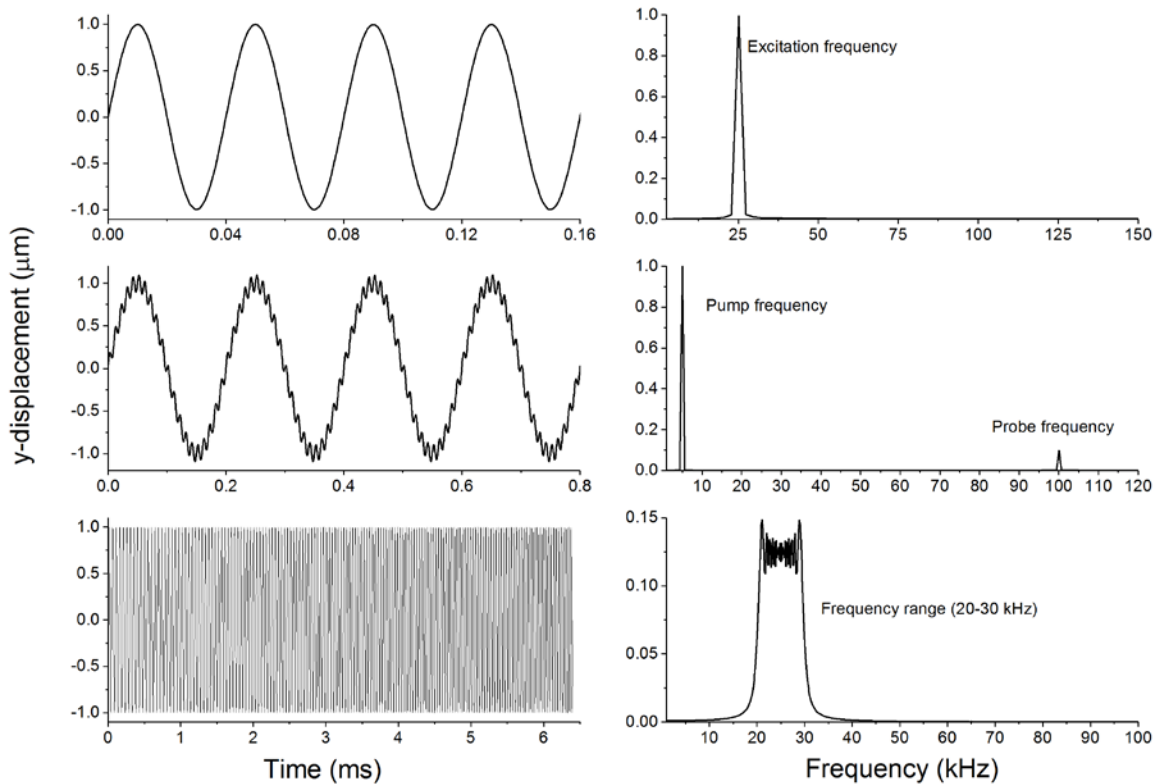 y-displacement (μm)
1.0
0.5
0.0
-0.5
-1.0
0.00 0.04 0.08 0.12 0.16
1.0
0.8
0.6
0.4
0.2
0.0
Excitation frequency
25 50 75 100 125 150
1.0
0.5
0.0
-0.5
-1.0
0.0 0.2 0.4 0.6 0.8
1.0
0.8
0.6
0.4
0.2
0.0
Pump frequency
Probe frequency
10 20 30 40 50 60 70 80 90 100 110 120
1.0
0.5
0.0
-0.5
-1.0
0 1 2 3 4 5 6
Time (ms)
0.15
0.10
0.05
0.00
Frequency range (20-30 kHz)
10 20 30 40 50 60 70 80 90 100
Frequency (kHz)